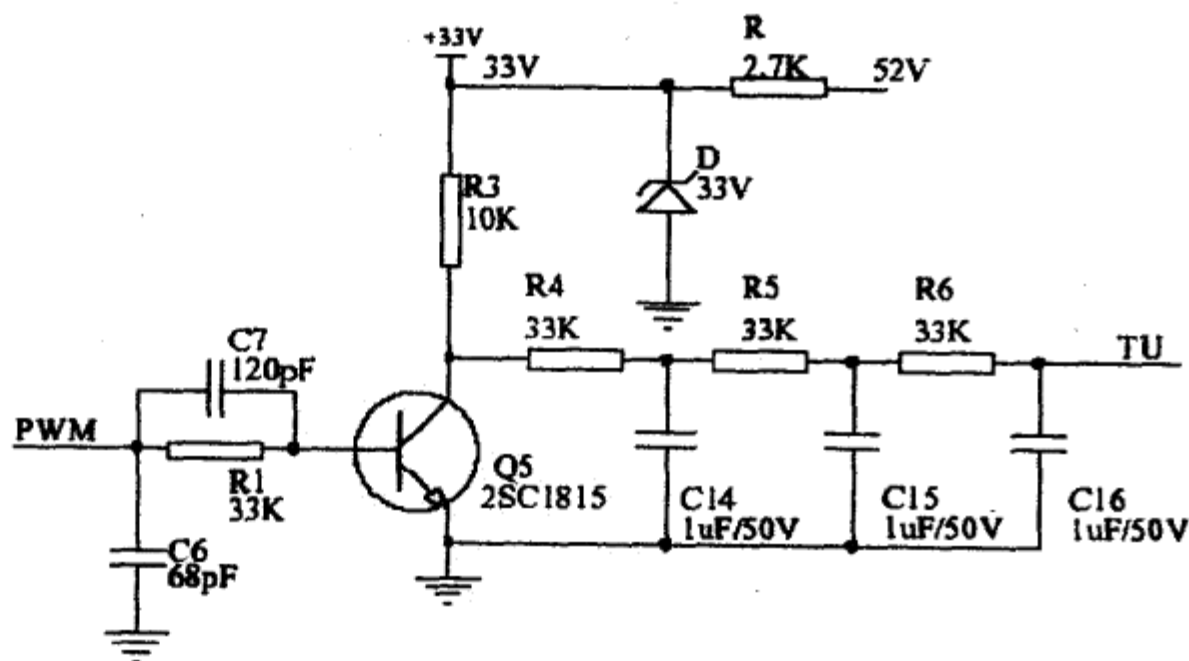 +33V
33V
R
2.7K
52V
D
33V
R3
10K
R4
33K
R5
33K
R6
33K
TU
C7
120pF
PWM
R1
33K
Q5
2SC1815
C14
1uF/50V
C15
1uF/50V
C16
1uF/50V
C6
68pF